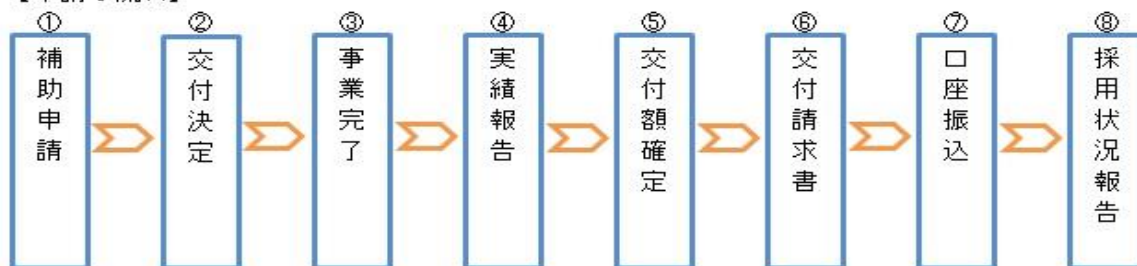 ①
補助申請
②
交付決定
③
事業完了
④
実績報告
⑤
交付額確定
⑥
交付請求書
⑦
口座振込
⑧
採用状況報告